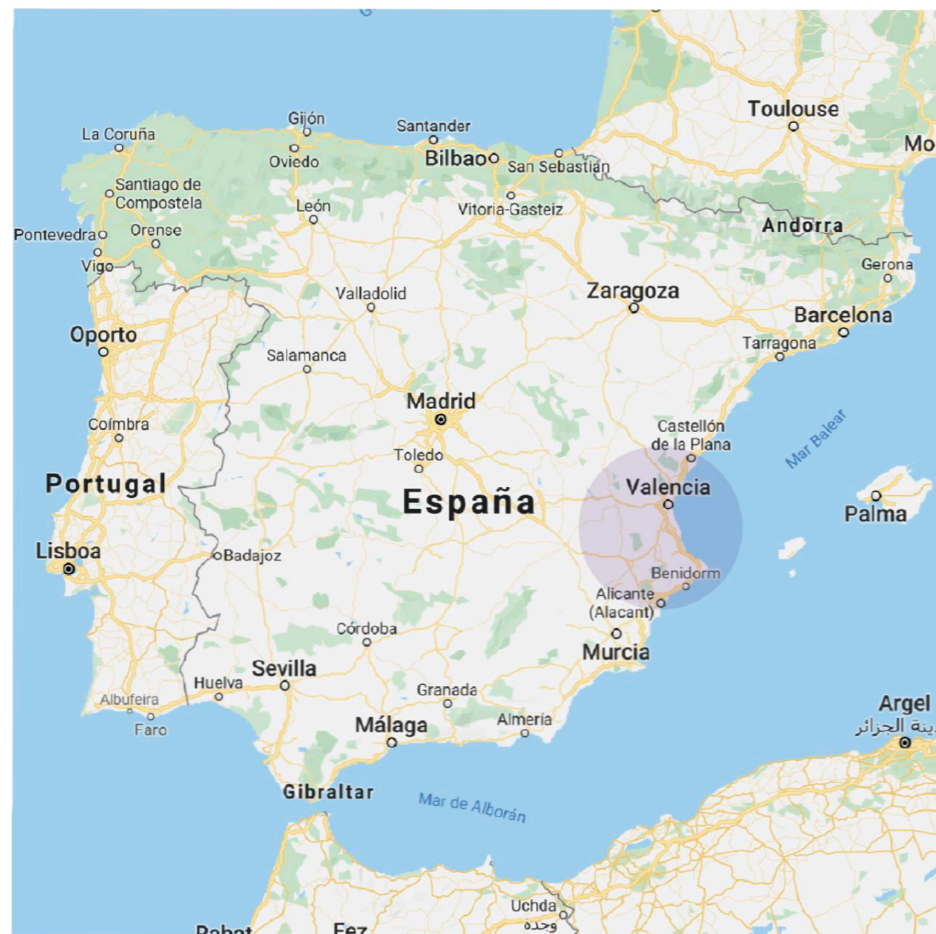 Toulouse
Gijón
Santander
La Coruña
Bilbao
San Sebastián
Oviedo
Mo
Santiago de
Compostela
León
Vitoria-Gasteiz
Andorra
Pontevedra
Orense
Vigo
Gerona
Valladolid
Zaragoza
Barcelona
Oporto
Tarragona
Salamanca
Madrid
Coímbra
Castellón
de la Plana
Mar Balear
Toledo
Portugal
España
Valencia
Palma
Lisboa
Badajoz
Benidorm
Alicante
(Alacant)
Córdoba
Murcia
Sevilla
Huelva
Granada
Albufeira
Faro
Málaga
Almería
Argel
ينة الجزائر
Gibraltar
Mar de Alborán
Uchda
وجدة
Rabat
Fez